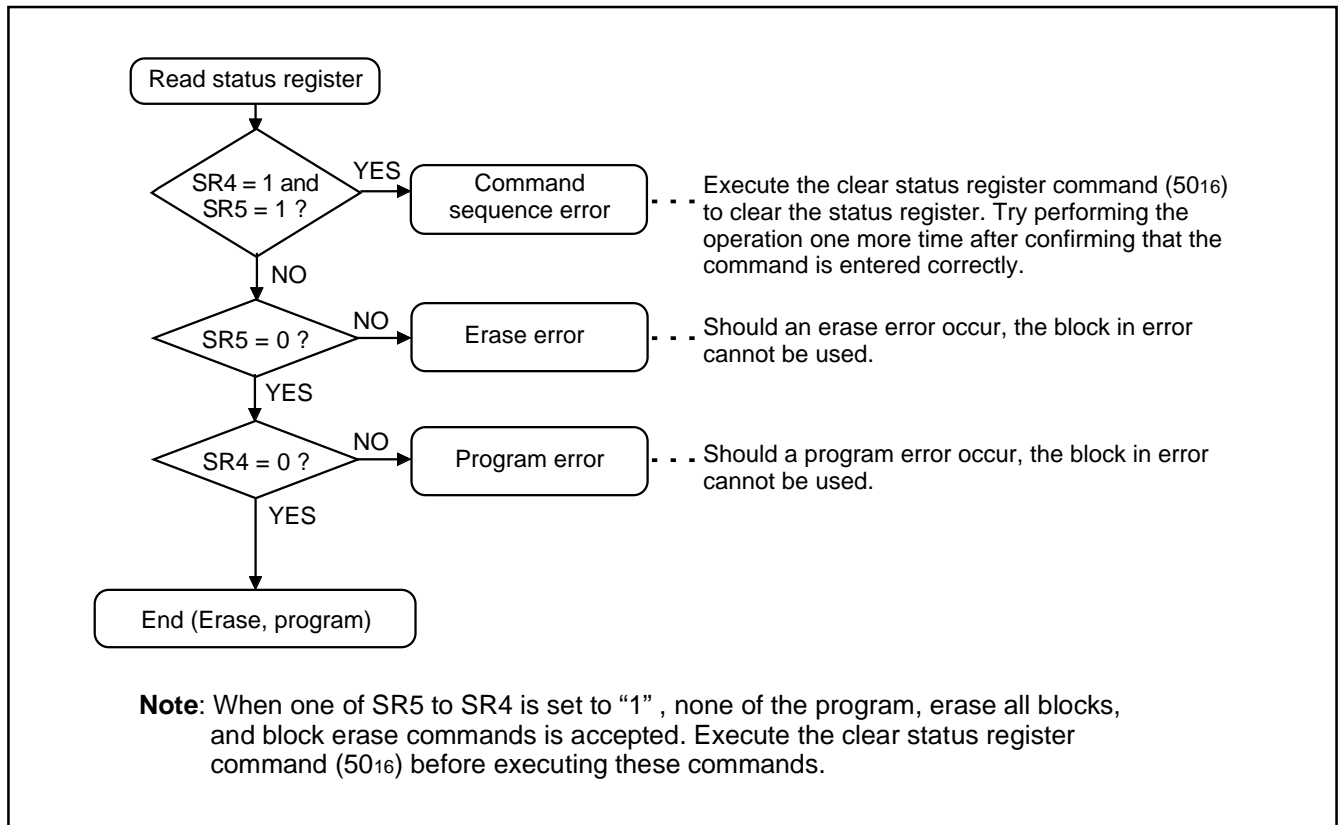 Read status register
SR4 = 1 and
SR5 = 1 ?
YES
Command
sequence error
Execute the clear status register command (5016)
to clear the status register. Try performing the
operation one more time after confirming that the
command is entered correctly.
NO
SR5 = 0 ?
NO
Erase error
Should an erase error occur, the block in error
cannot be used.
YES
SR4 = 0 ?
NO
Program error
Should a program error occur, the block in error
cannot be used.
YES
End (Erase, program)
Note: When one of SR5 to SR4 is set to “1” , none of the program, erase all blocks,
and block erase commands is accepted. Execute the clear status register
command (5016) before executing these commands.